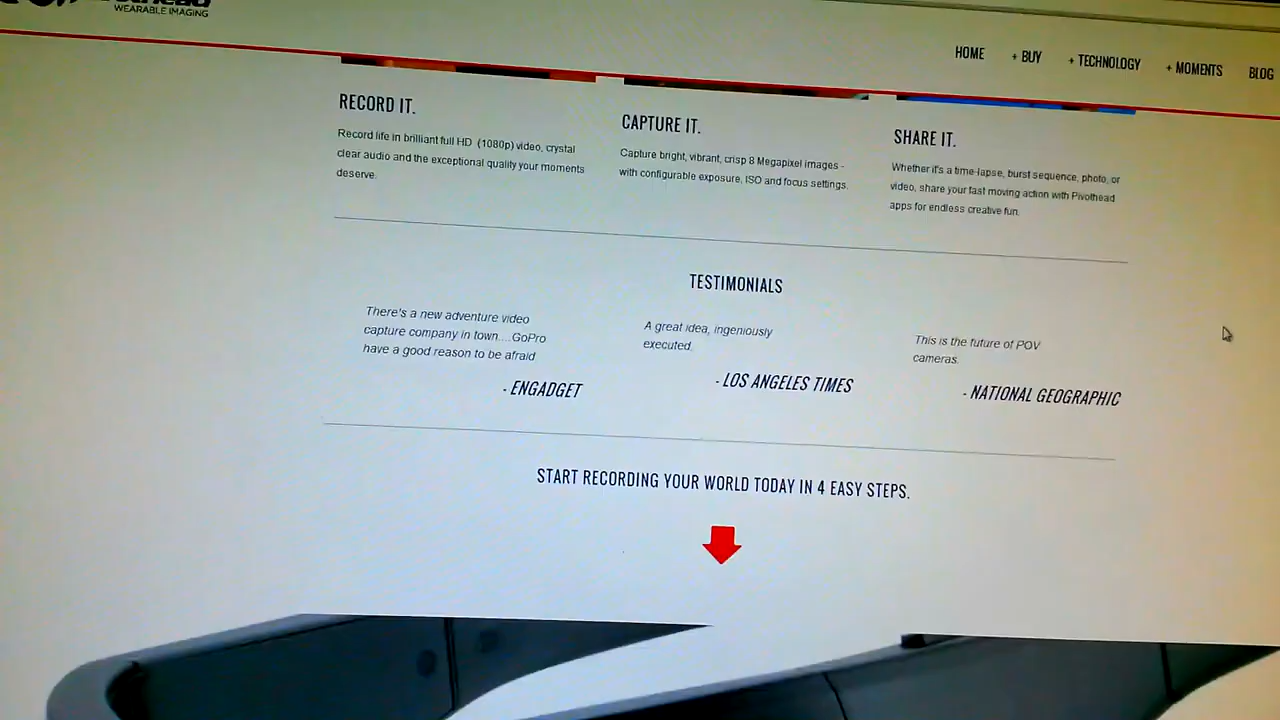 WEARABLE IMAGING
HOME + BUY + TECHNOLOGY + MOMENTS BLOG
RECORD IT.
Record life in brilliant full HD (1080p) video, crystal
clear audio and the exceptional quality your moments
deserve.
CAPTURE IT.
Capture bright, vibrant, crisp 8 Megapixel images -
with configurable exposure, ISO and focus settings.
SHARE IT.
Whether it's a time-lapse, burst sequence, photo, or
video, share your fast moving action with Pivothead
apps for endless creative fun.
TESTIMONIALS
There's a new adventure video
capture company in town....GoPro
have a good reason to be afraid
- ENGADGET
A great idea, ingeniously
executed.
- LOS ANGELES TIMES
This is the future of POV
cameras.
- NATIONAL GEOGRAPHIC
START RECORDING YOUR WORLD TODAY IN 4 EASY STEPS.